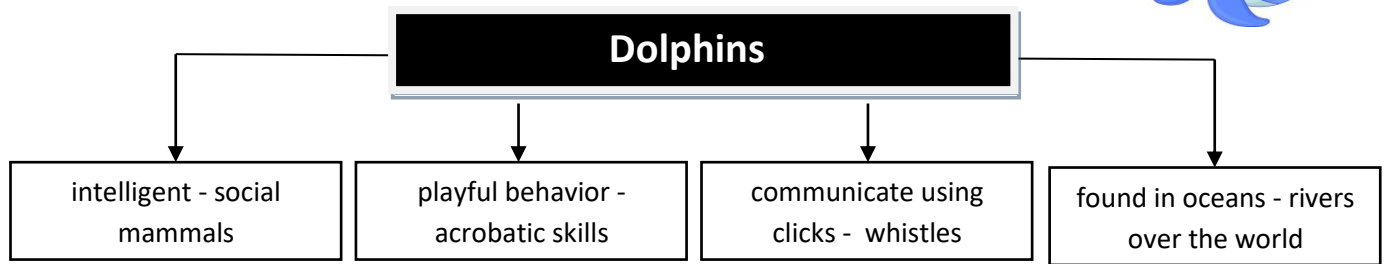 Dolphins
intelligent - social
mammals
playful behavior -
acrobatic skills
communicate using
clicks - whistles
found in oceans - rivers
over the world